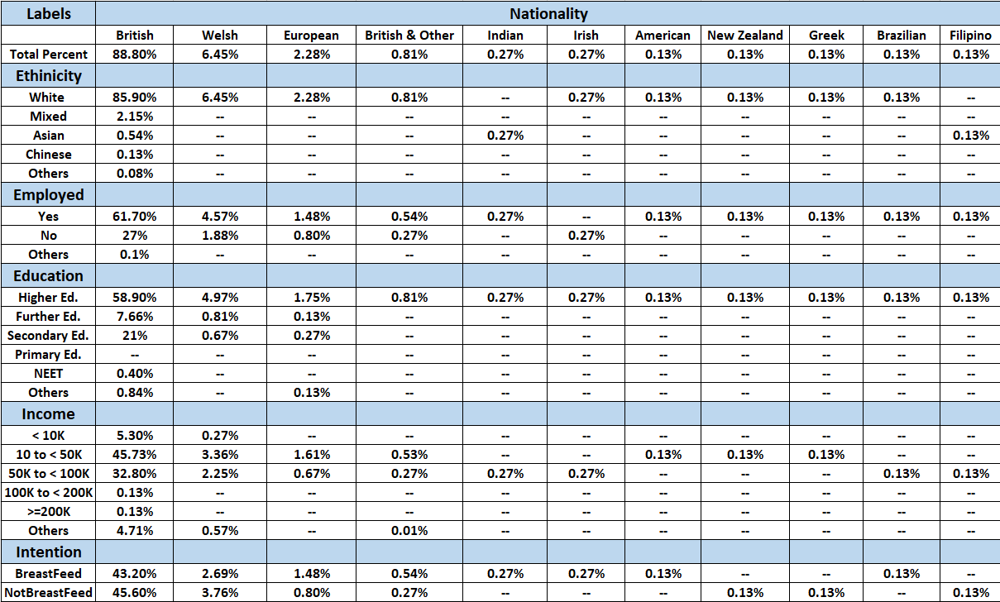 Labels Nationality
British Welsh European British & Other Indian Irish American New Zealand Greek Brazilian Filipino
Total Percent 88.80% 6.45% 2.28% 0.81% 0.27% 0.27% 0.13% 0.13% 0.13% 0.13% 0.13%
Ethinicity
White 85.90% 6.45% 2.28% 0.81% -- 0.27% 0.13% 0.13% 0.13% 0.13% --
Mixed 2.15% -- -- -- -- -- -- -- -- -- --
Asian 0.54% -- -- -- 0.27% -- -- -- -- -- 0.13%
Chinese 0.13% -- -- -- -- -- -- -- -- -- --
Others 0.08% -- -- -- -- -- -- -- -- -- --
Employed
Yes 61.70% 4.57% 1.48% 0.54% 0.27% -- 0.13% 0.13% 0.13% 0.13% 0.13%
No 27% 1.88% 0.80% 0.27% -- 0.27% -- -- -- -- --
Others 0.1% -- -- -- -- -- -- -- -- -- --
Education
Higher Ed. 58.90% 4.97% 1.75% 0.81% 0.27% 0.27% 0.13% 0.13% 0.13% 0.13% 0.13%
Further Ed. 7.66% 0.81% 0.13% -- -- -- -- -- -- -- --
Secondary Ed. 21% 0.67% 0.27% -- -- -- -- -- -- -- --
Primary Ed. -- -- -- -- -- -- -- -- -- -- --
NEET 0.40% -- -- -- -- -- -- -- -- -- --
Others 0.84% -- 0.13% -- -- -- -- -- -- -- --
Income
< 10K 5.30% 0.27% -- -- -- -- -- -- -- -- --
10 to < 50K 45.73% 3.36% 1.61% 0.53% -- -- 0.13% 0.13% 0.13% -- --
50K to < 100K 32.80% 2.25% 0.67% 0.27% 0.27% 0.27% -- -- -- 0.13% 0.13%
100K to < 200K 0.13% -- -- -- -- -- -- -- -- -- --
>=200K 0.13% -- -- -- -- -- -- -- -- -- --
Others 4.71% 0.57% -- 0.01% -- -- -- -- -- -- --
Intention
BreastFeed 43.20% 2.69% 1.48% 0.54% 0.27% 0.27% 0.13% -- -- 0.13% --
NotBreastFeed 45.60% 3.76% 0.80% 0.27% -- -- -- 0.13% 0.13% -- 0.13%